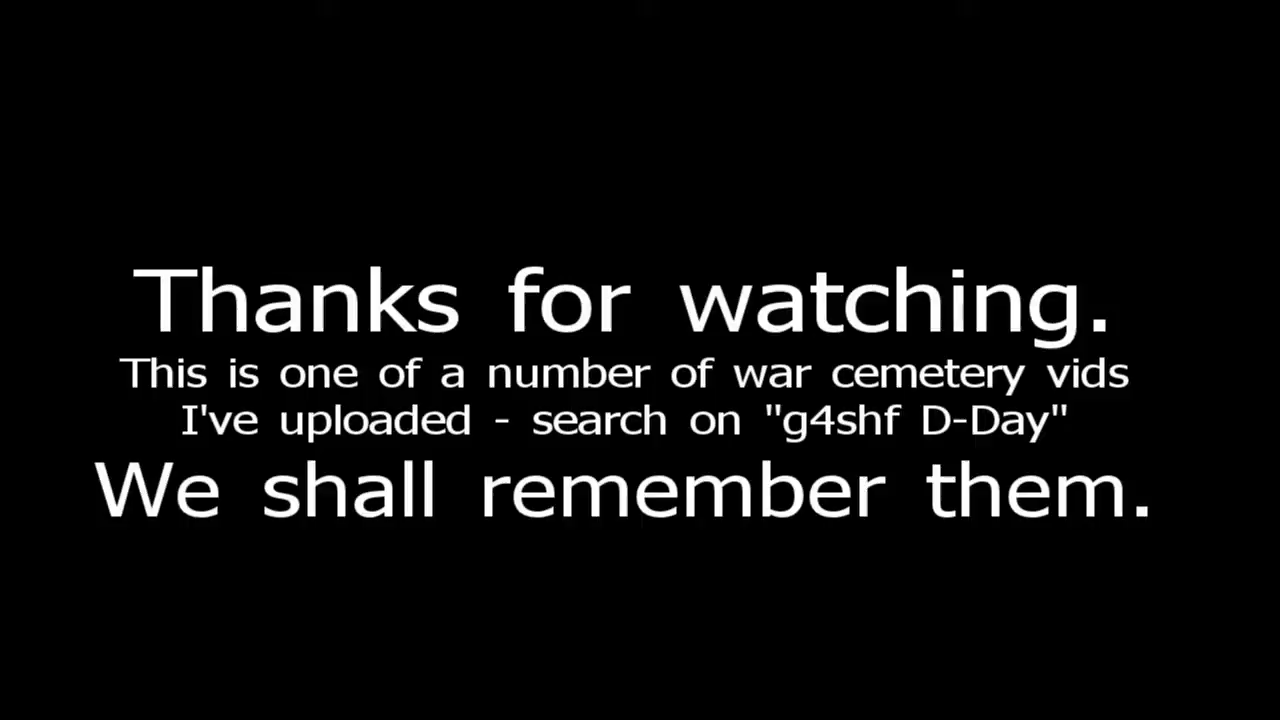 Thanks for watching.
This is one of a number of war cemetery vids
I've uploaded - search on "g4shf D-Day"
We shall remember them.